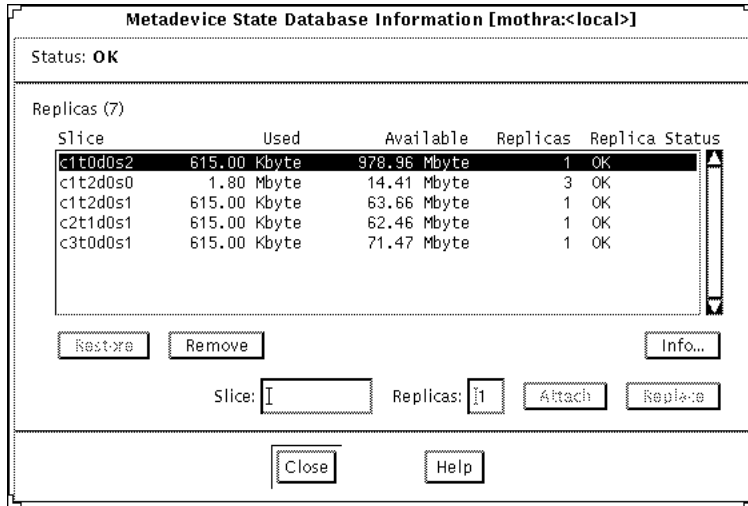 Metadevice State Database Information [mothra:<local>]
Status: OK
Replicas (7)
Slice Used Available Replicas Replica Status
c1t0d0s2 615.00 Kbyte 978.96 Mbyte 1 OK
c1t2d0s0 1.80 Mbyte 14.41 Mbyte 3 OK
c1t2d0s1 615.00 Kbyte 63.66 Mbyte 1 OK
c2t1d0s1 615.00 Kbyte 62.46 Mbyte 1 OK
c3t0d0s1 615.00 Kbyte 71.47 Mbyte 1 OK
Restore Remove Info...
Slice: Replicas: 1 Attach Replace
Close Help